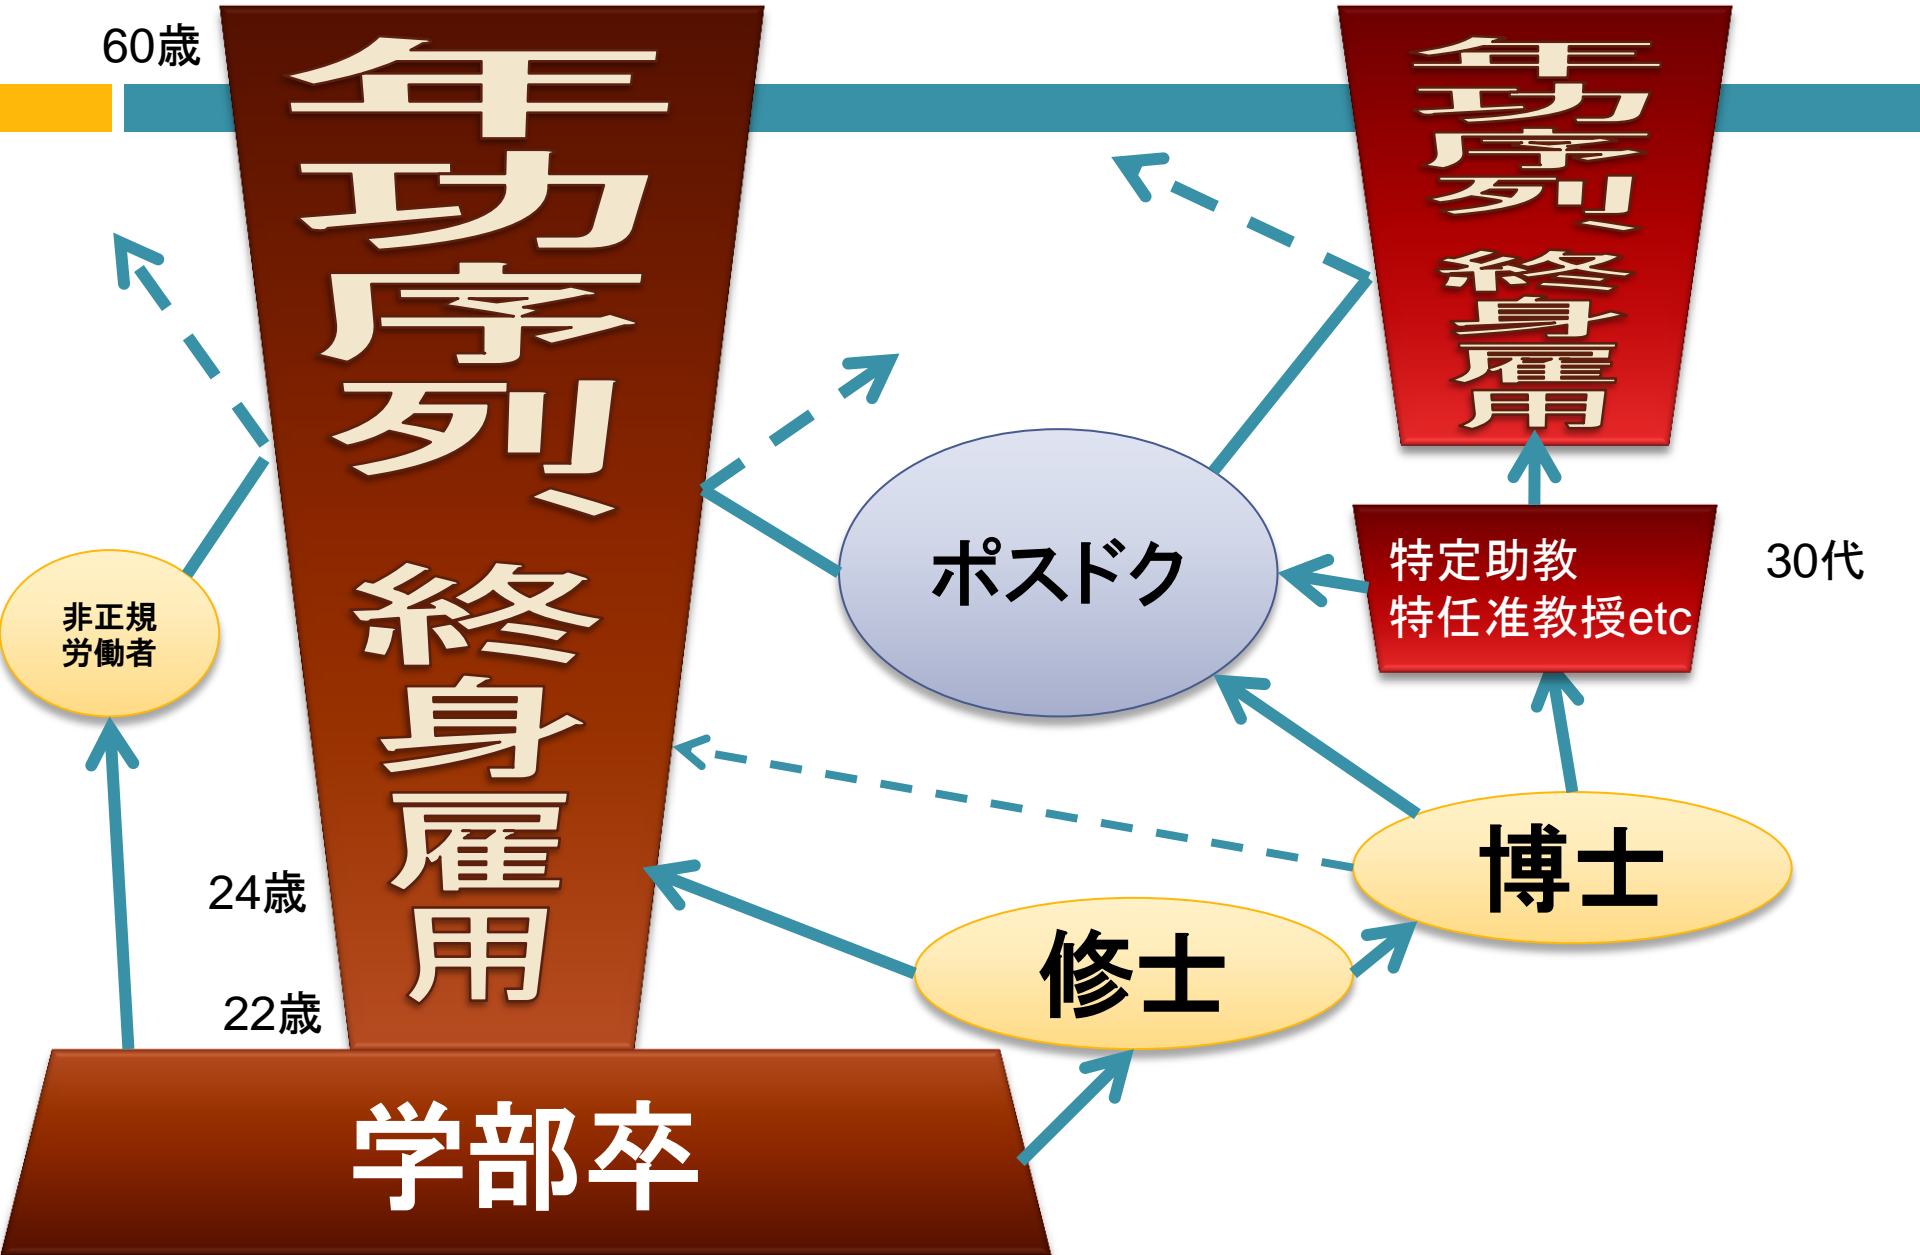 60歳
年功序列、終身雇用
年功序列、終身雇用
ポスドク
特定助教
特任准教授etc
30代
非正規
労働者
博士
24歳
修士
22歳
学部卒